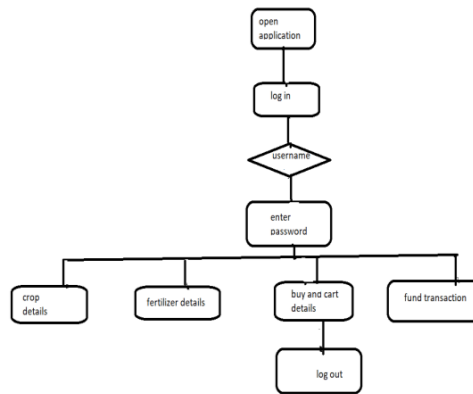 open
application
log in
username
enter
password
crop
details
fertilizer details
buy and cart
details
fund transaction
log out